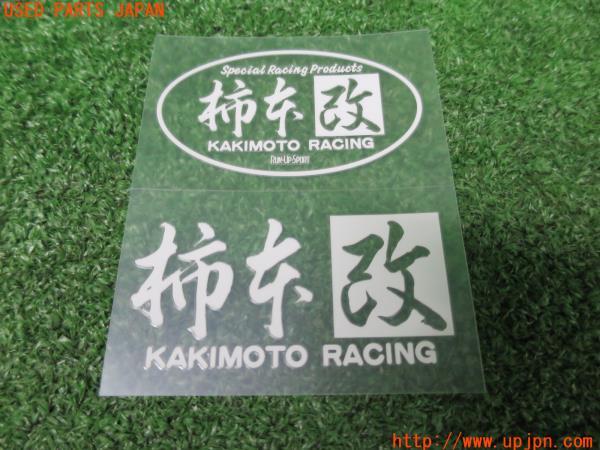 USED PARTS JAPAN
Special Racing Products
柿本改
KAKIMOTO RACING
RUN-UP-SPORT
柿本改
KAKIMOTO RACING
http://www.upjpn.com/